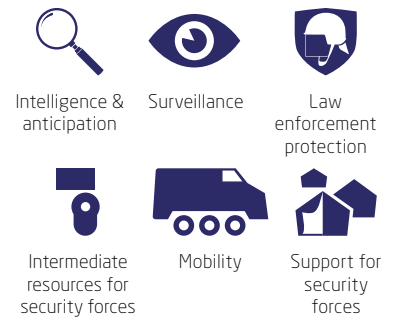 Intelligence &
anticipation
Surveillance
Law
enforcement
protection
Intermediate
resources for
security forces
Mobility
Support for
security
forces